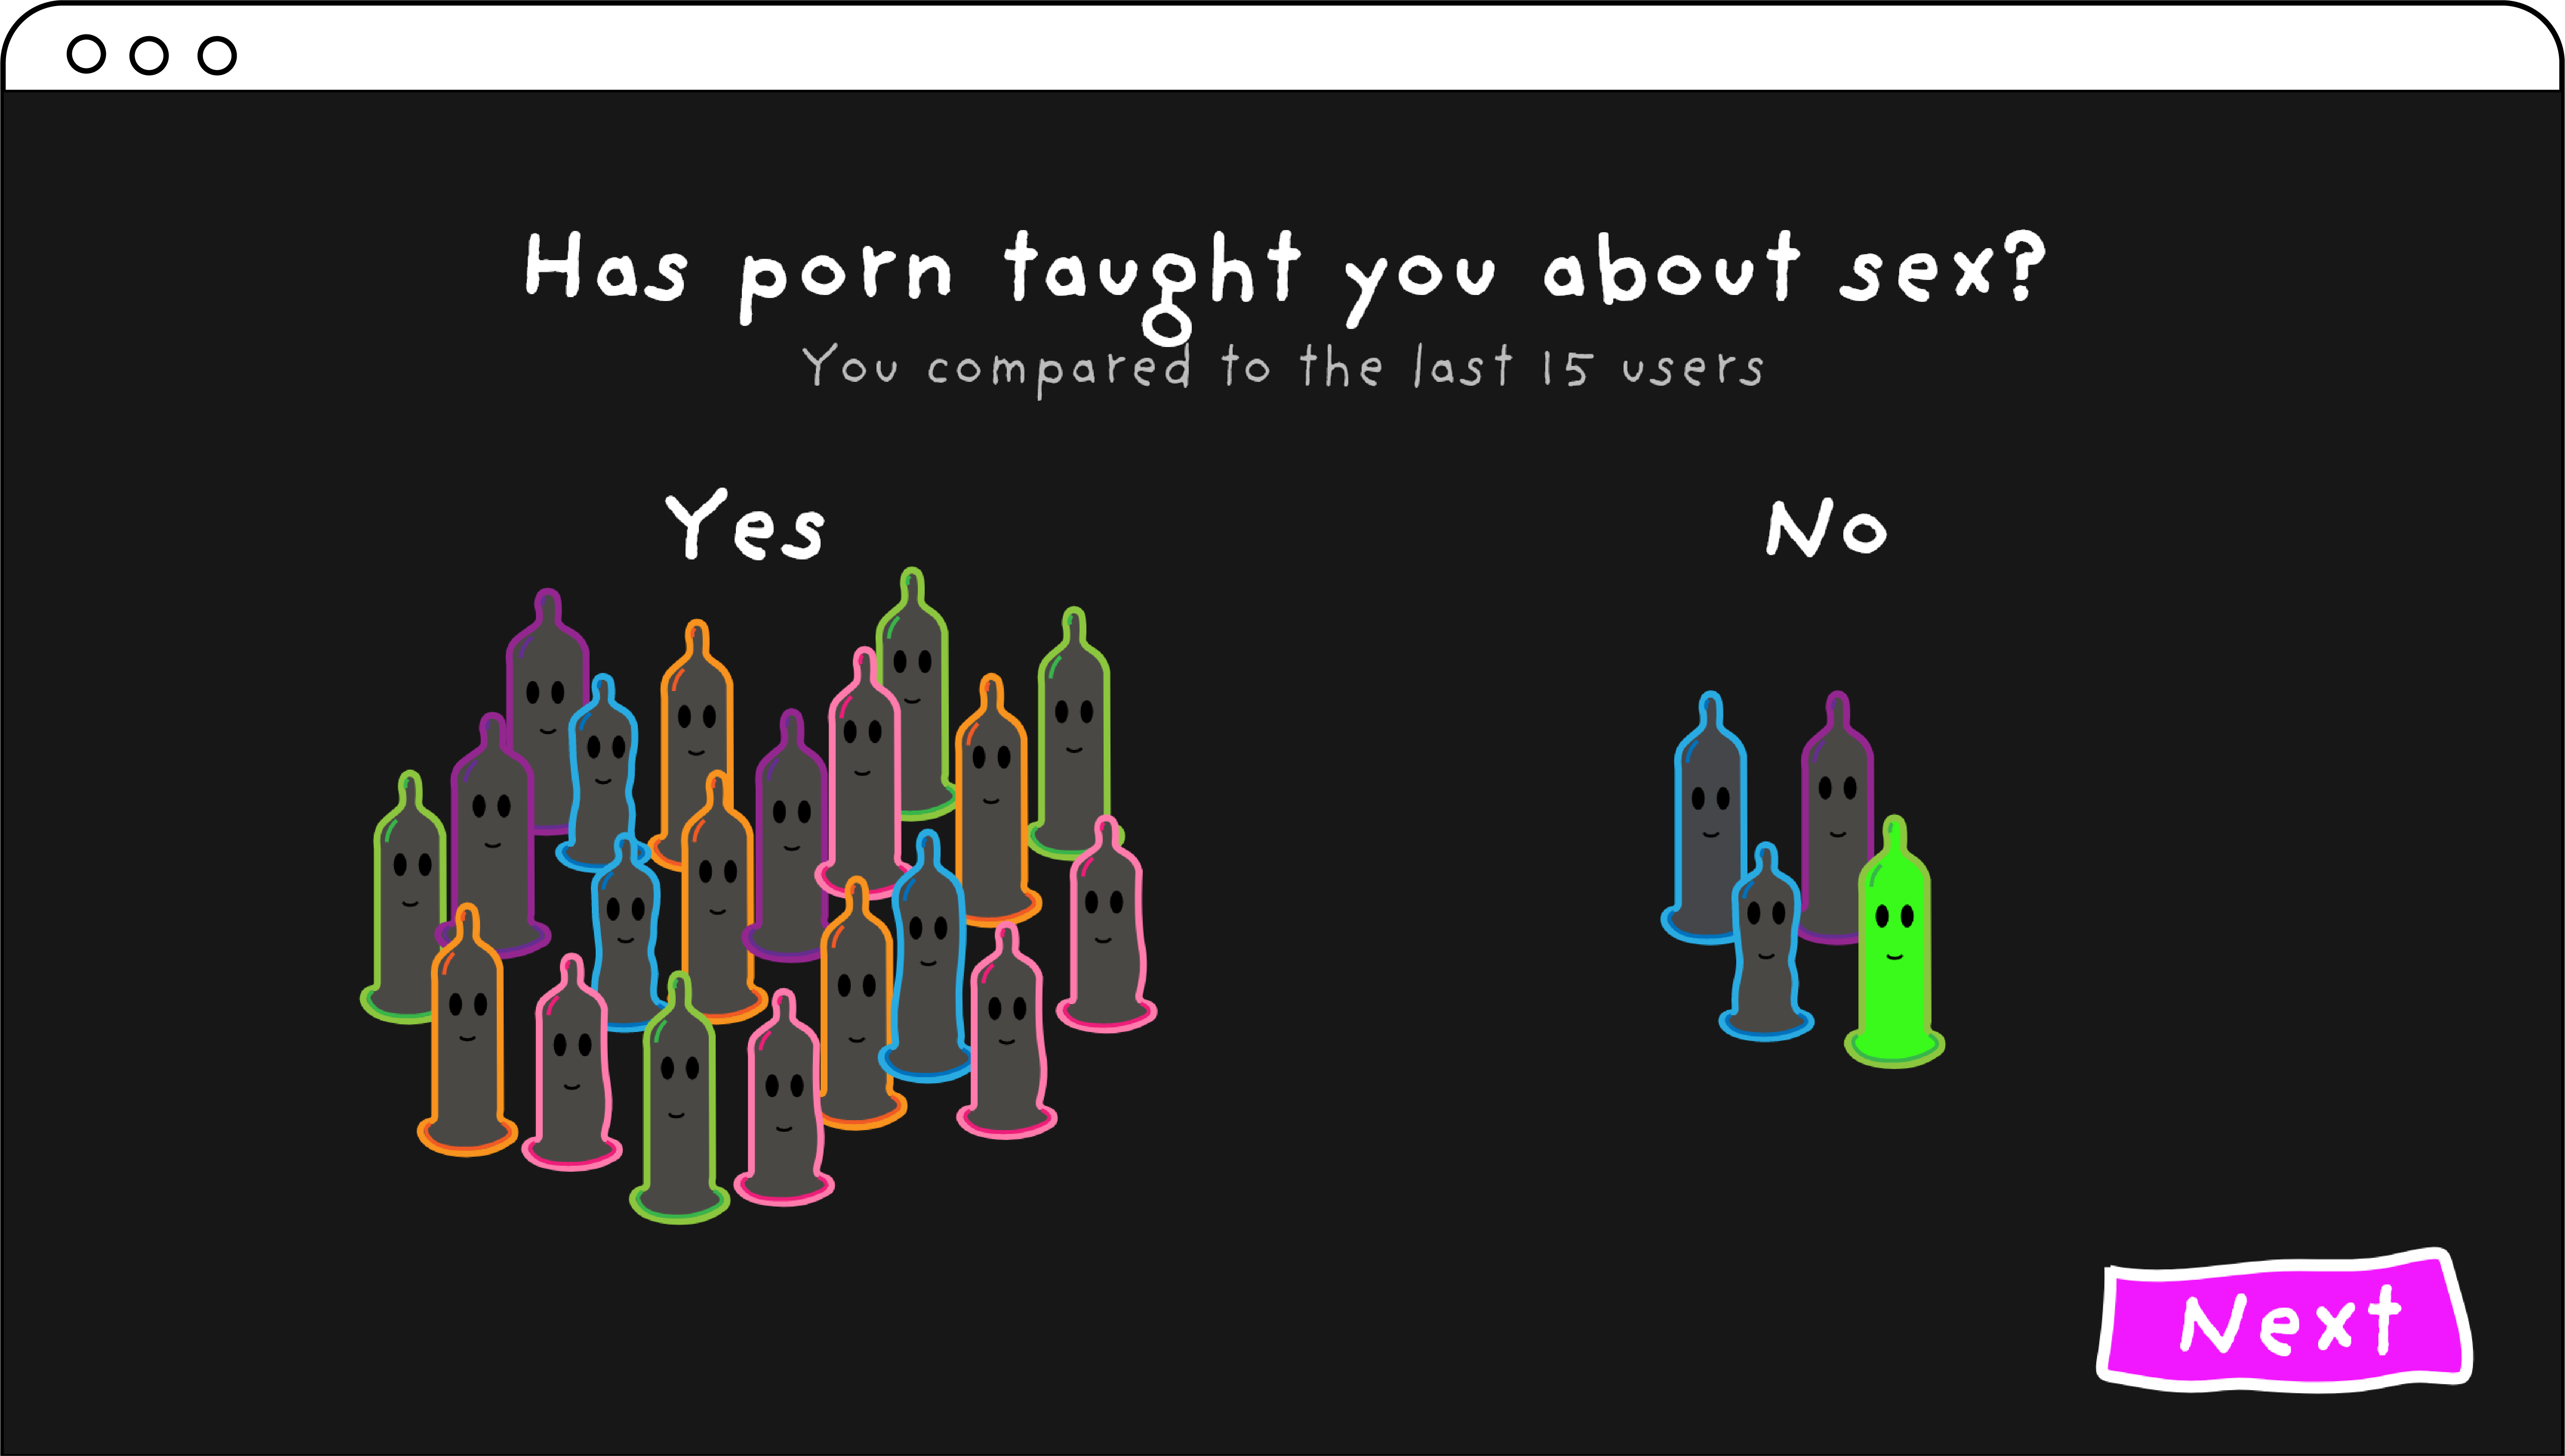 Has porn taught you about sex?
You compared to the last 15 users
Yes
No
Next